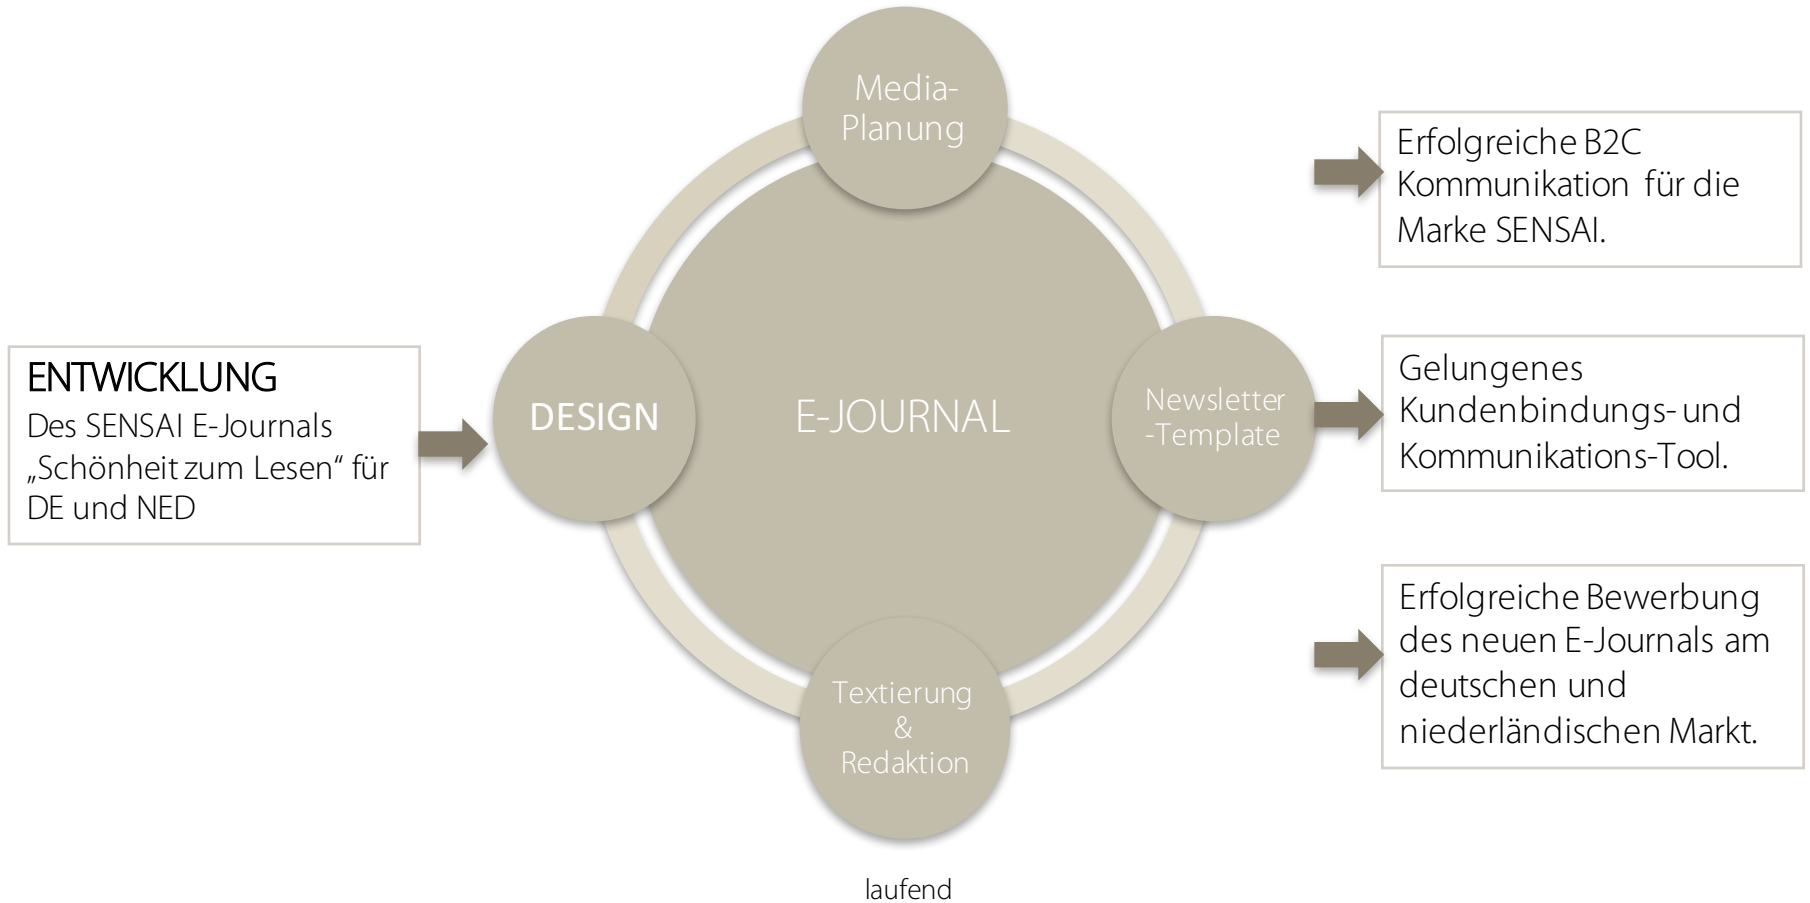 Media-
Planung
Erfolgreiche B2C
Kommunikation für die
Marke SENSAI.
ENTWICKLUNG
Des SENSAI E-Journals
„Schönheit zum Lesen“ für
DE und NED
DESIGN
E-JOURNAL
Newsletter
-Template
Gelungenes
Kundenbindungs- und
Kommunikations-Tool.
Textierung
&
Redaktion
Erfolgreiche Bewerbung
des neuen E-Journals am
deutschen und
niederländischen Markt.
laufend